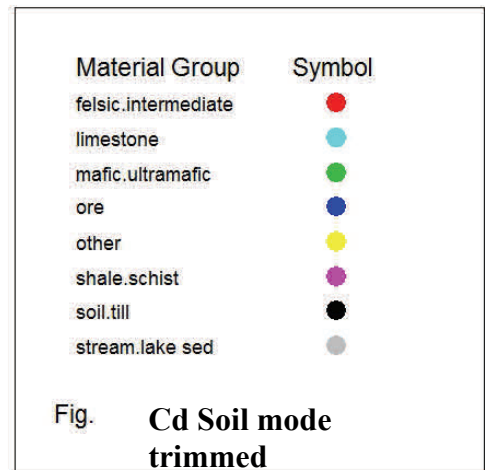 Material Group Symbol
felsic.intermediate
limestone
mafic.ultramafic
ore
other
shale.schist
soil.till
stream.lake sed
Fig. Cd Soil mode
trimmed